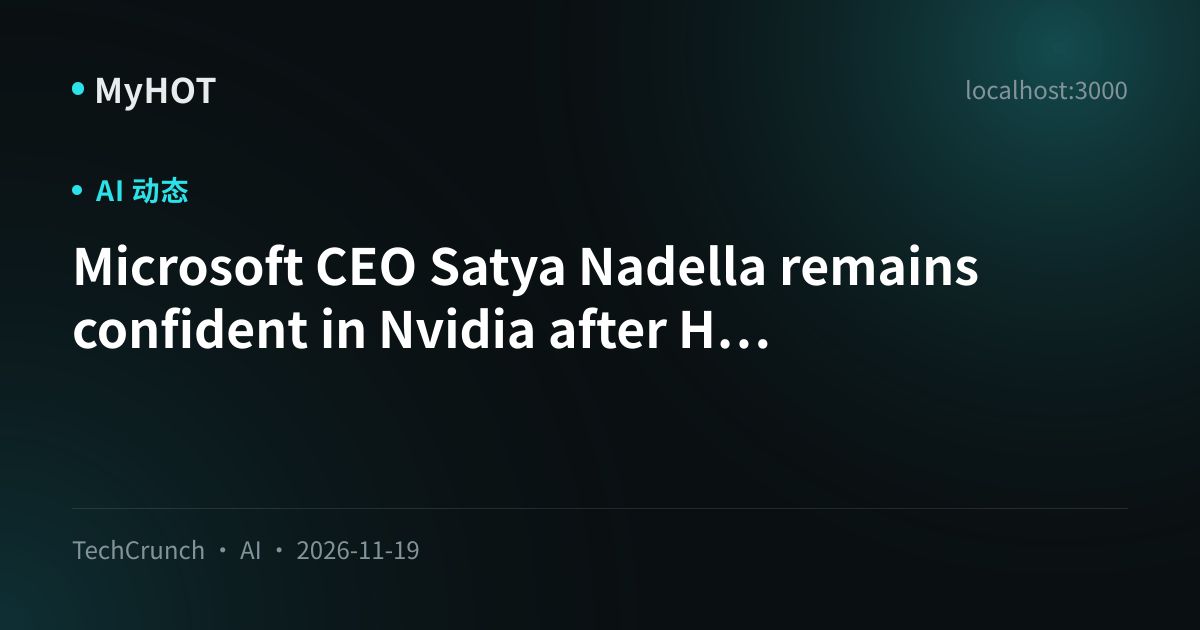 MyHOT
localhost:3000
AI 动态
Microsoft CEO Satya Nadella remains
confident in Nvidia after H…
TechCrunch · AI · 2026-11-19